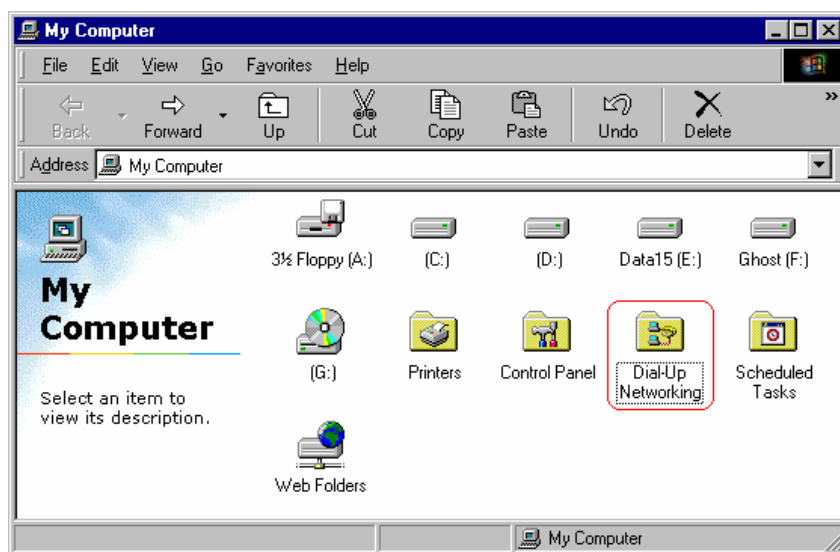 My Computer
File Edit View Go Favorites Help
Back Forward Up Cut Copy Paste Undo Delete »
Address My Computer
3½ Floppy (A:) (C:) (D:) Data15 (E:) Ghost (F:)
My
Computer
(G:) Printers Control Panel Dial-Up
Networking Scheduled
Tasks
Select an item to
view its description.
Web Folders
My Computer